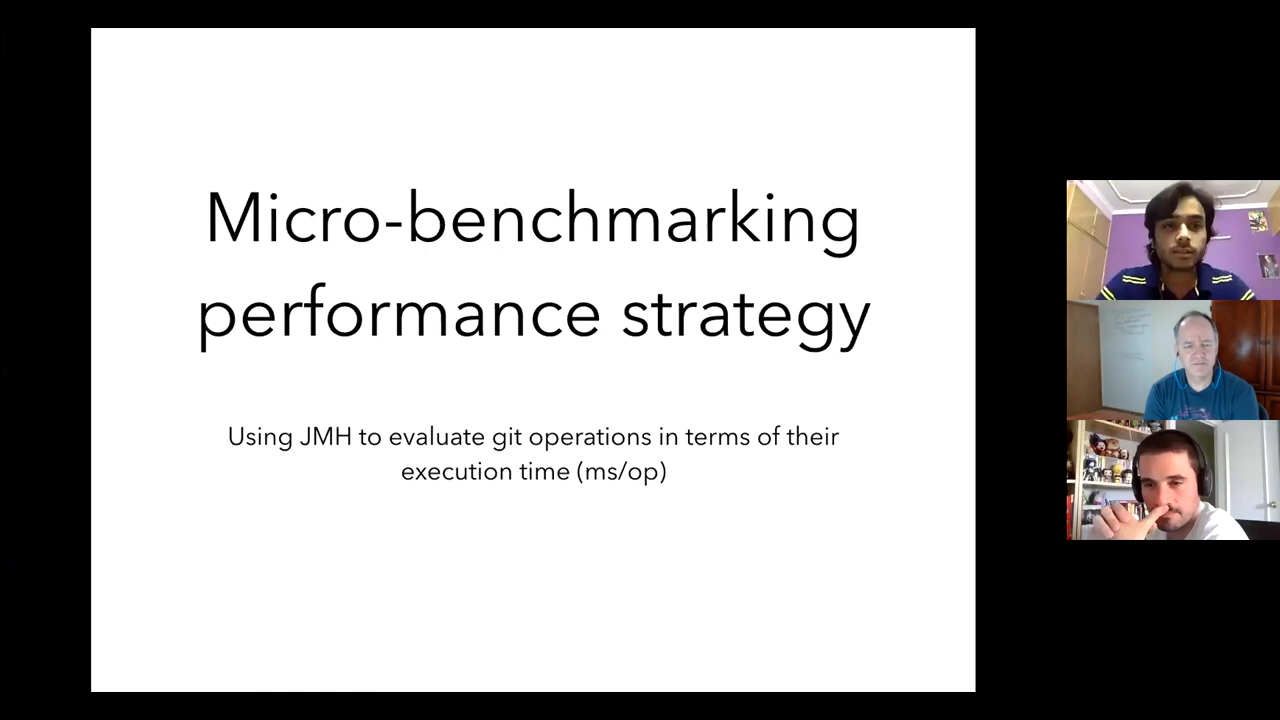 Micro-benchmarking
performance strategy
Using JMH to evaluate git operations in terms of their
execution time (ms/op)